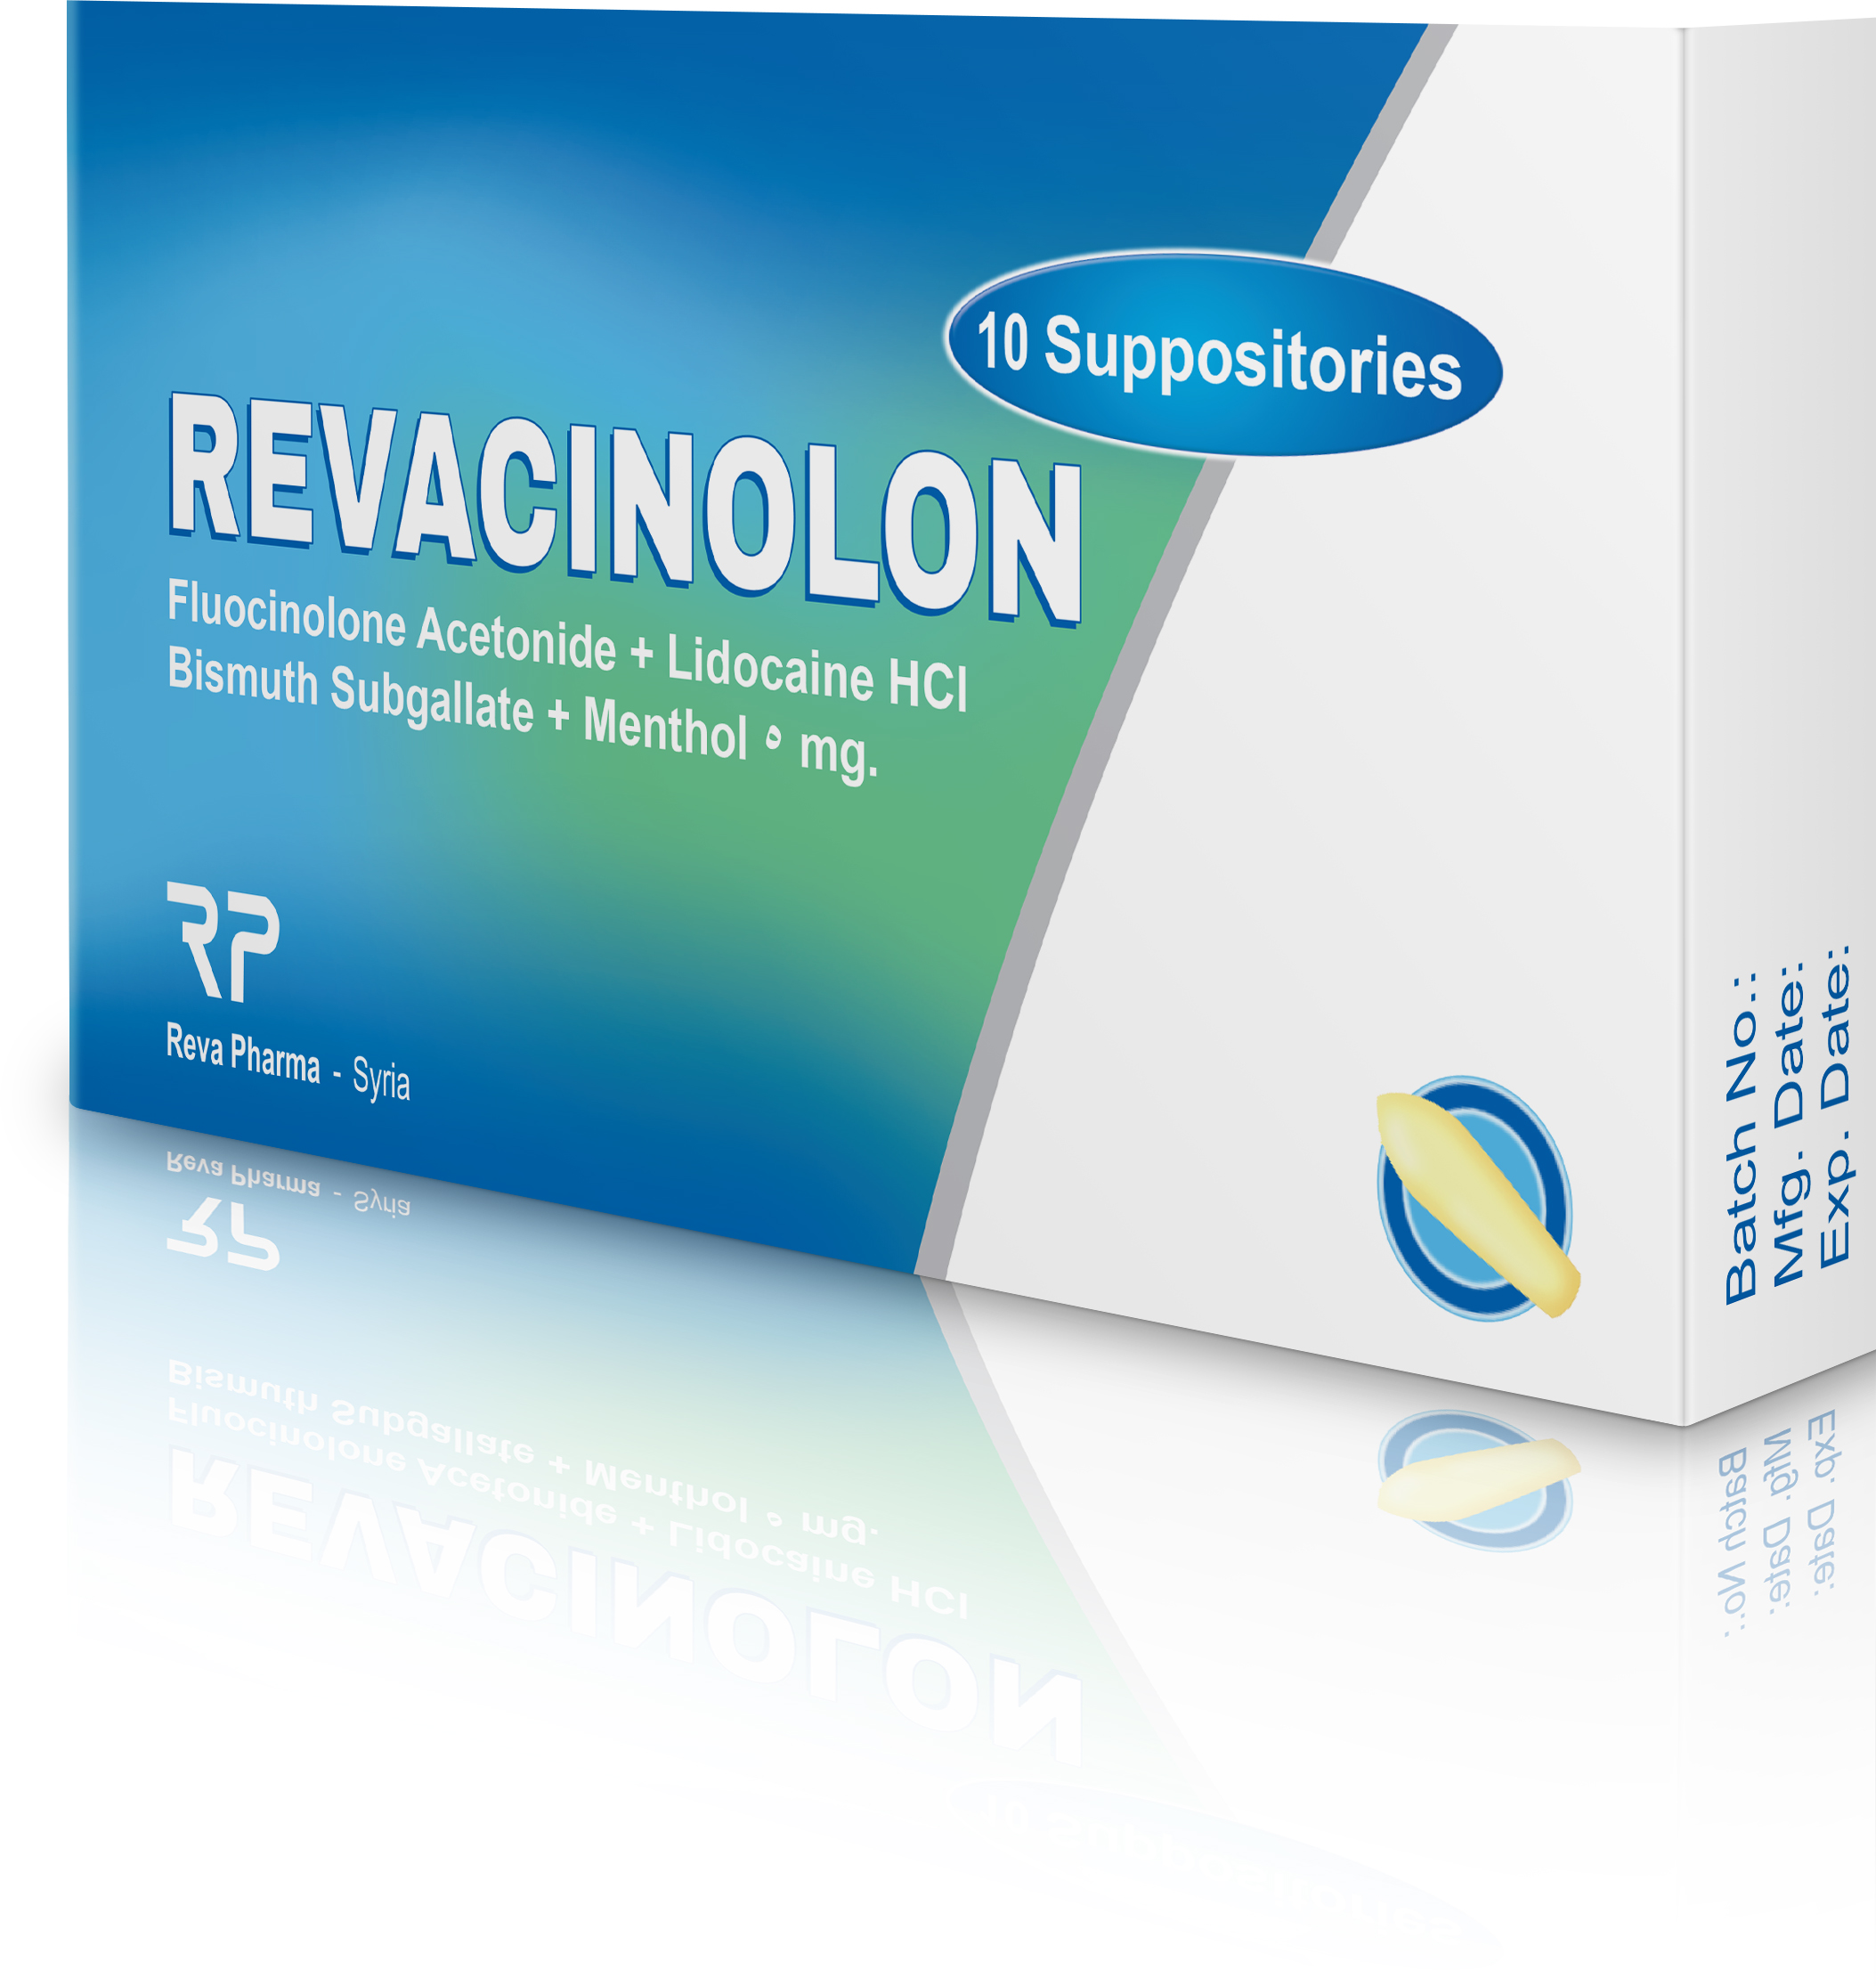 10 Suppositories
REVACINOLON
Fluocinolone Acetonide + Lidocaine HCl
Bismuth Subgallate + Menthol ٥ mg.
RP
Reva Pharma - Syria
Batch No.:
Mfg. Date:
Exp. Date: